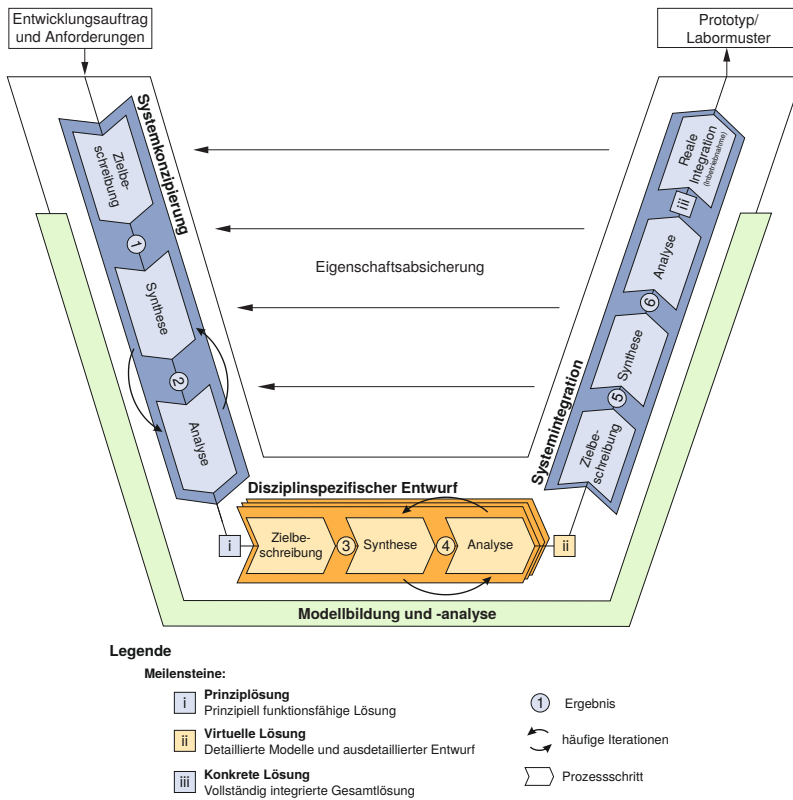 Entwicklungsauftrag
und Anforderungen
Prototyp/
Labormuster
Systemkonzipierung
Zielbe-
schreibung
1
Synthese
2
Analyse
Eigenschaftsabsicherung
Reale
Integration
(Inbetriebnahme)
iii
Analyse
6
Synthese
5
Zielbe-
schreibung
Systemintegration
Disziplinspezifischer Entwurf
i
Zielbe-
schreibung
3
Synthese
4
Analyse
ii
Modellbildung und -analyse
Legende
Meilensteine:
i
Prinziplösung
Prinzipiell funktionsfähige Lösung
ii
Virtuelle Lösung
Detaillierte Modelle und ausdetaillierter Entwurf
iii
Konkrete Lösung
Vollständig integrierte Gesamtlösung
1
Ergebnis
häufige Iterationen
Prozessschritt